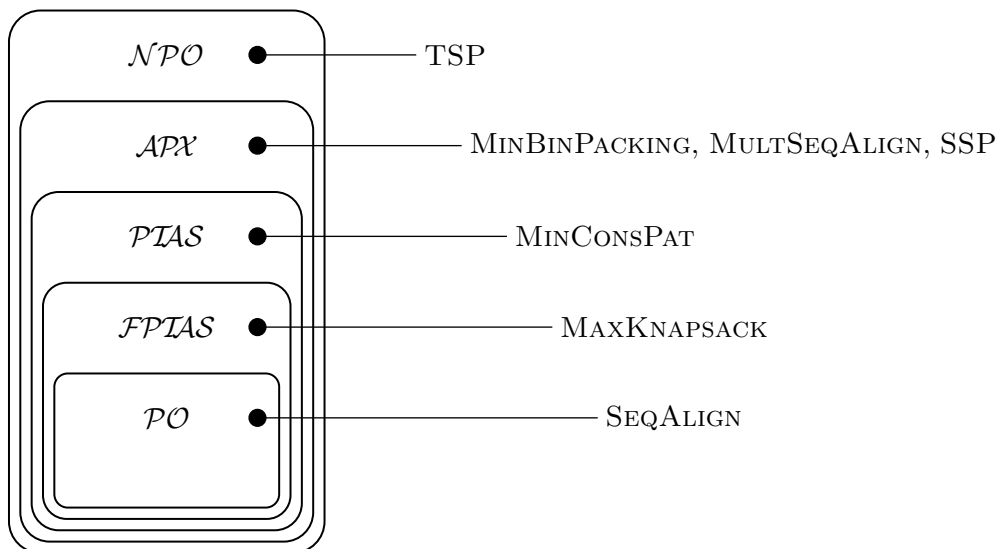 NPO TSP
APX MINBINPACKING, MULTSEQALIGN, SSP
PTAS MINCONSPAT
FPTAS MAXKNAPSACK
PO SEQALIGN